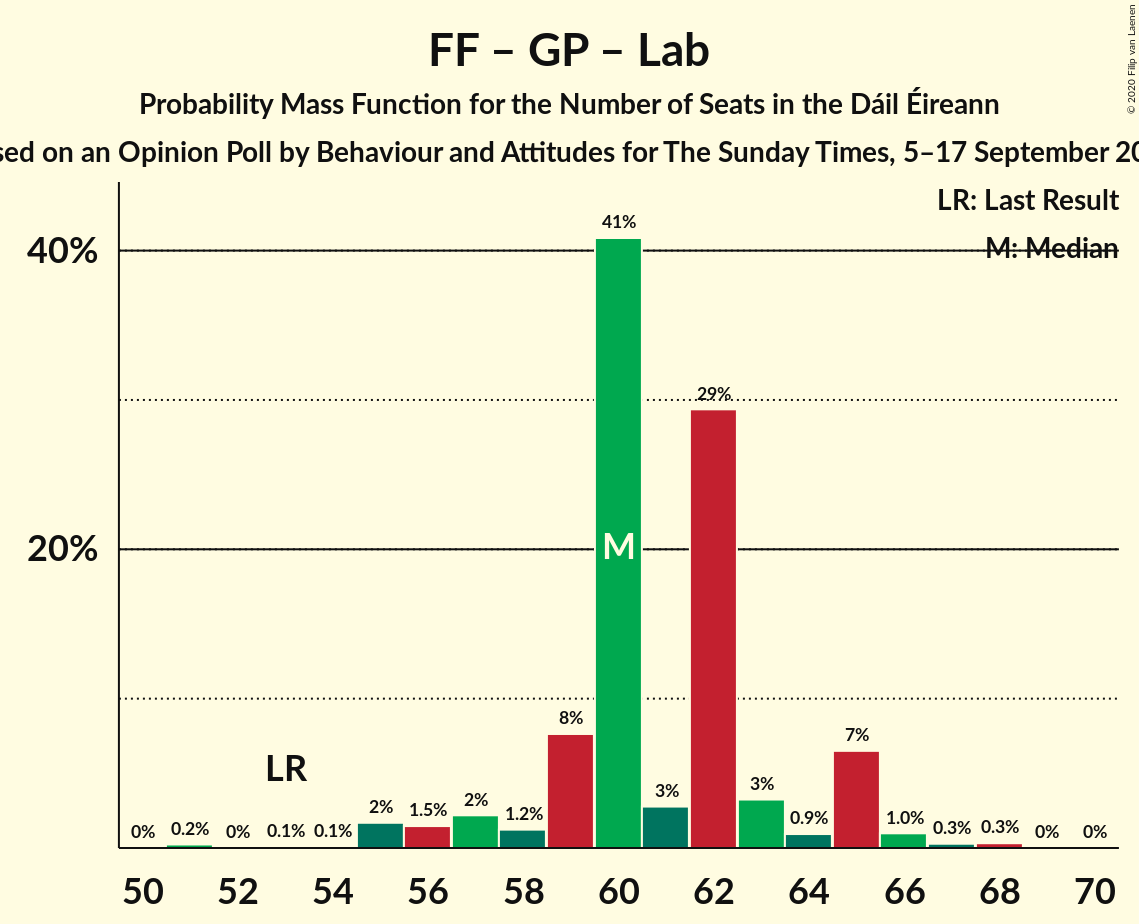 FF – GP – Lab
Probability Mass Function for the Number of Seats in the Dáil Éireann
sed on an Opinion Poll by Behaviour and Attitudes for The Sunday Times, 5–17 September 20
© 2020 Filip van Laenen
LR: Last Result
M: Median
40%
20%
41%
29%
M
8%
7%
LR
0%
0.2%
0%
0.1%
0.1%
2%
1.5%
2%
1.2%
3%
3%
0.9%
1.0%
0.3%
0.3%
0%
0%
50 52 54 56 58 60 62 64 66 68 70